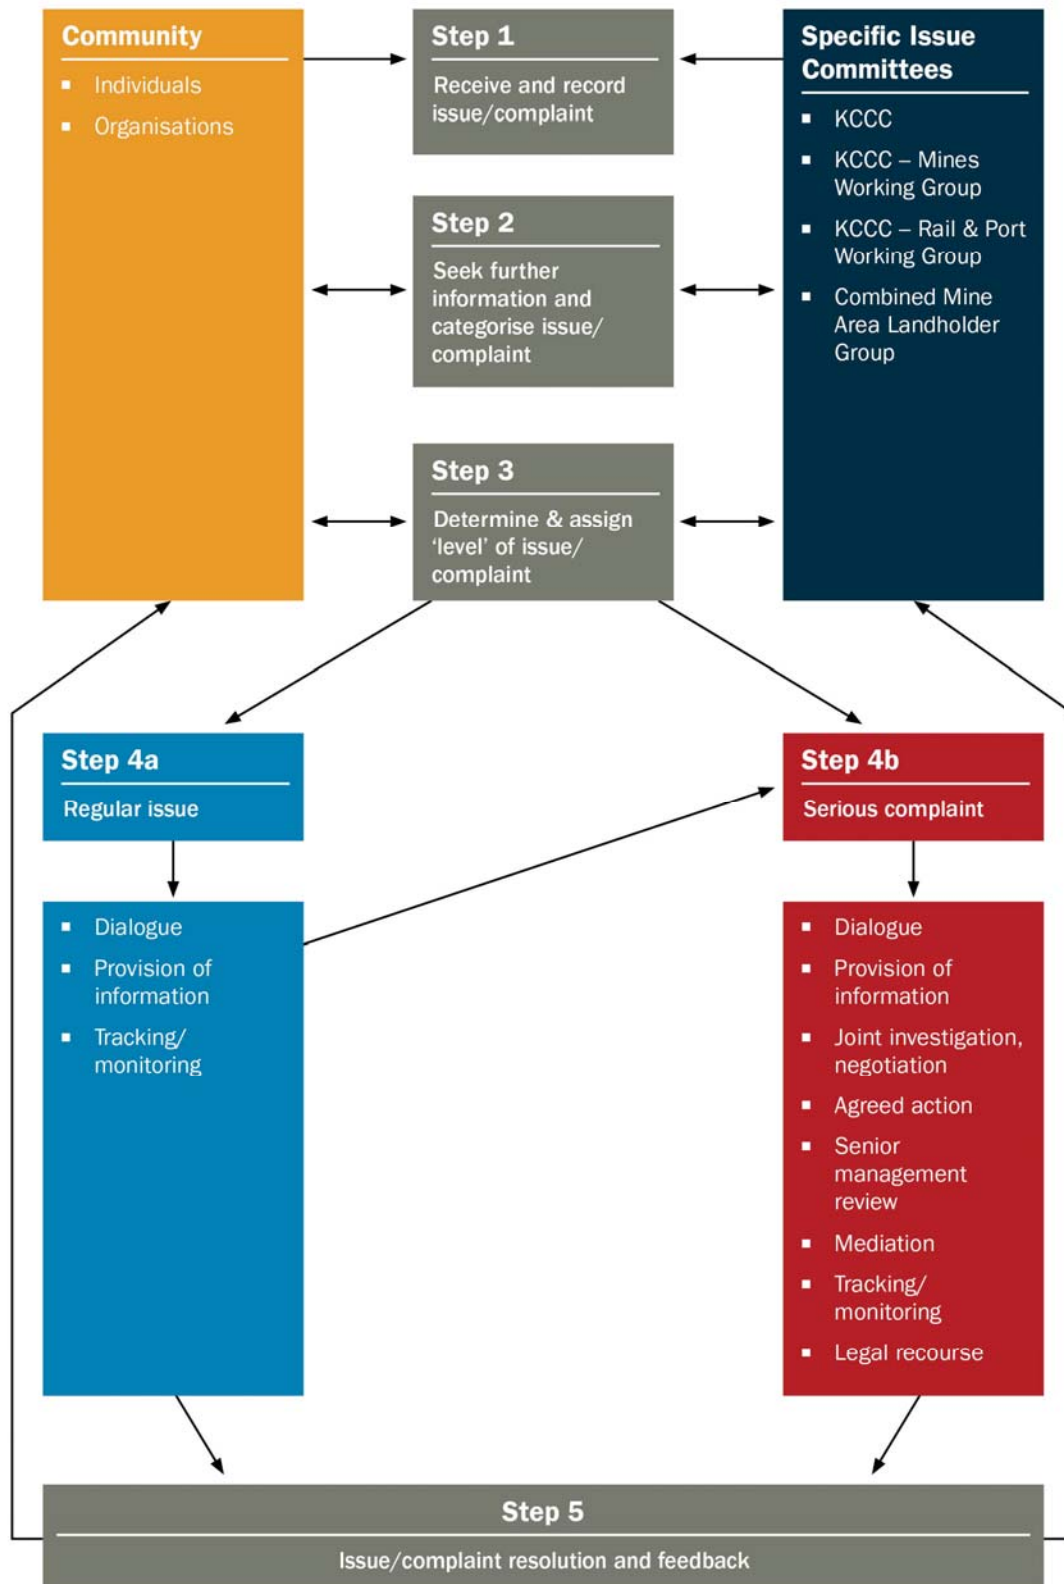 Community
▪ Individuals
▪ Organisations
Step 1
Receive and record
issue/complaint
Specific Issue
Committees
▪ KCCC
▪ KCCC – Mines
Working Group
▪ KCCC – Rail & Port
Working Group
▪ Combined Mine
Area Landholder
Group
Step 2
Seek further
information and
categorise issue/
complaint
Step 3
Determine & assign
‘level’ of issue/
complaint
Step 4a
Regular issue
▪ Dialogue
▪ Provision of
information
▪ Tracking/
monitoring
Step 4b
Serious complaint
▪ Dialogue
▪ Provision of
information
▪ Joint investigation,
negotiation
▪ Agreed action
▪ Senior
management
review
▪ Mediation
▪ Tracking/
monitoring
▪ Legal recourse
Step 5
Issue/complaint resolution and feedback